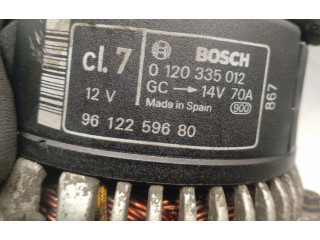 cl. 7
BOSCH
0 120 335 012
GC → 14V 70A
12 V
Made in Spain
900
96 122 596 80
867